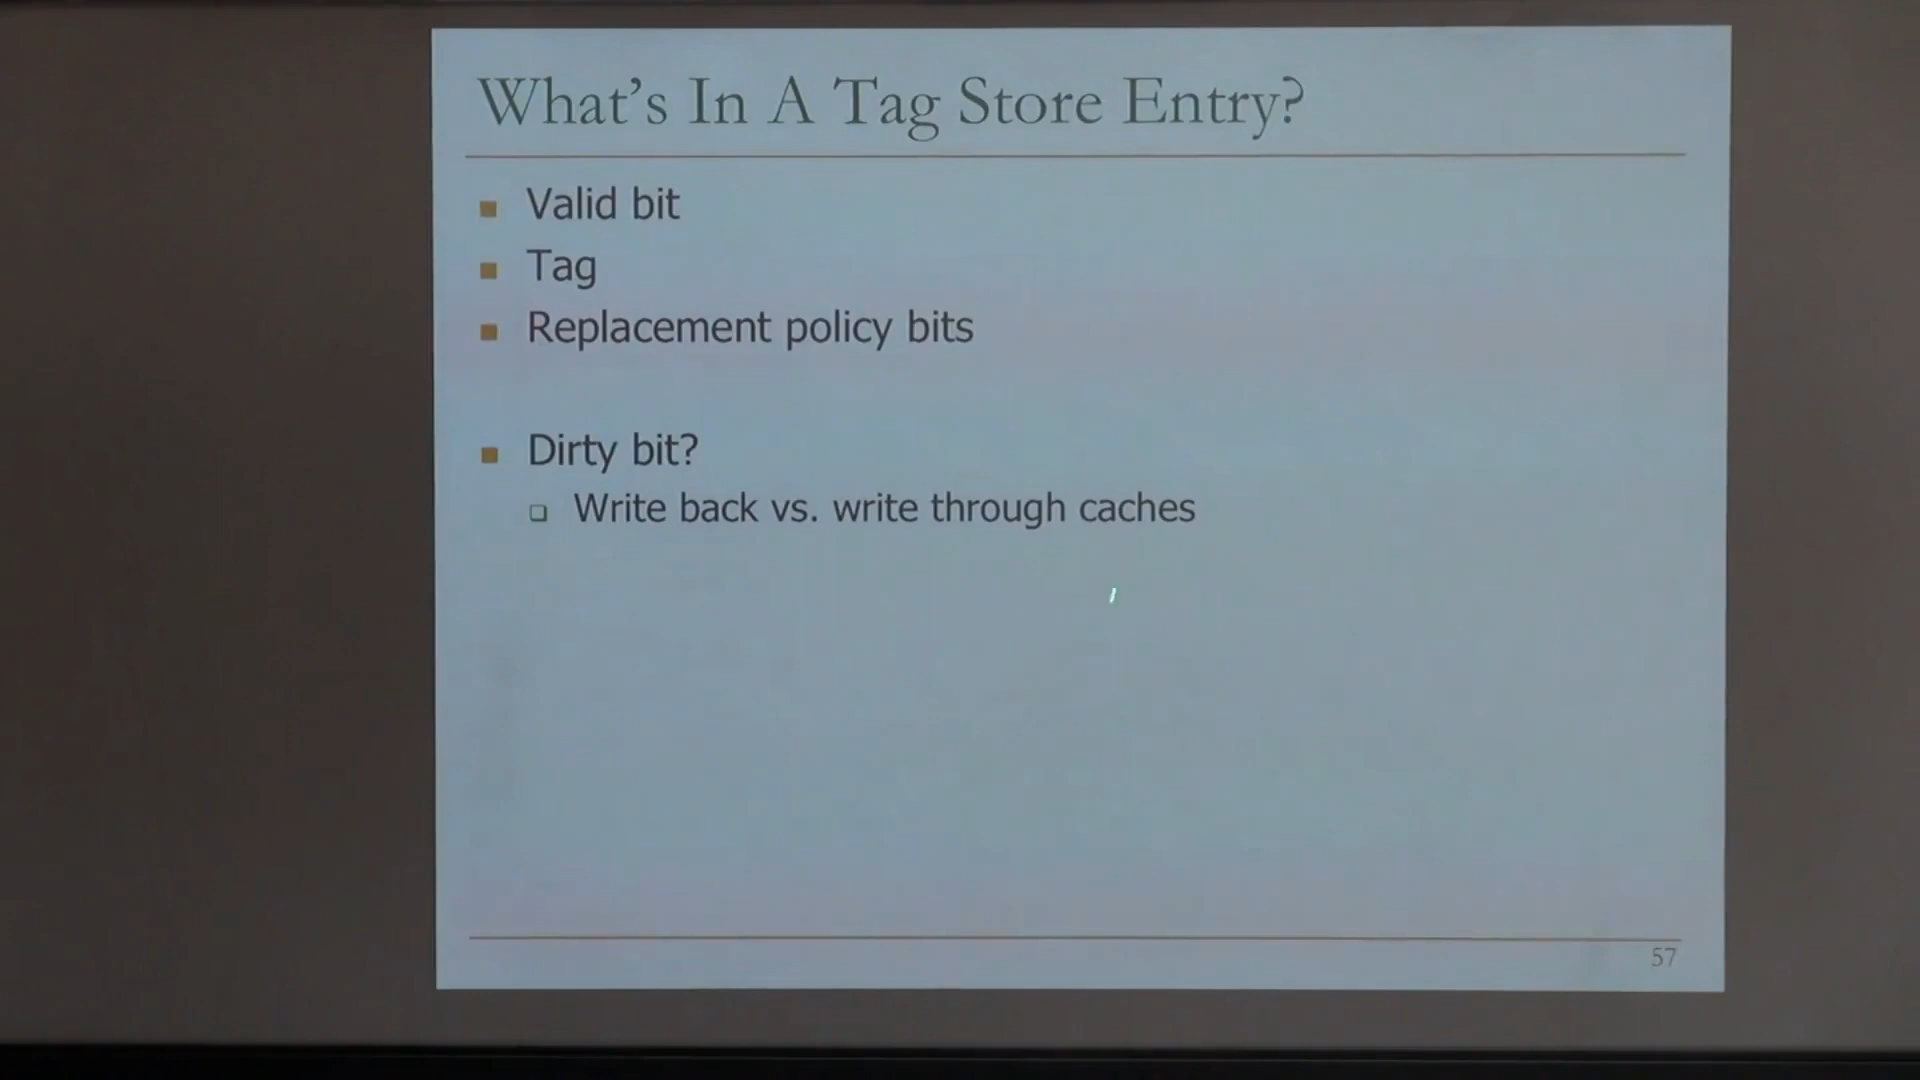 What's In A Tag Store Entry?
Valid bit
Tag
Replacement policy bits
Dirty bit?
Write back vs. write through caches
57